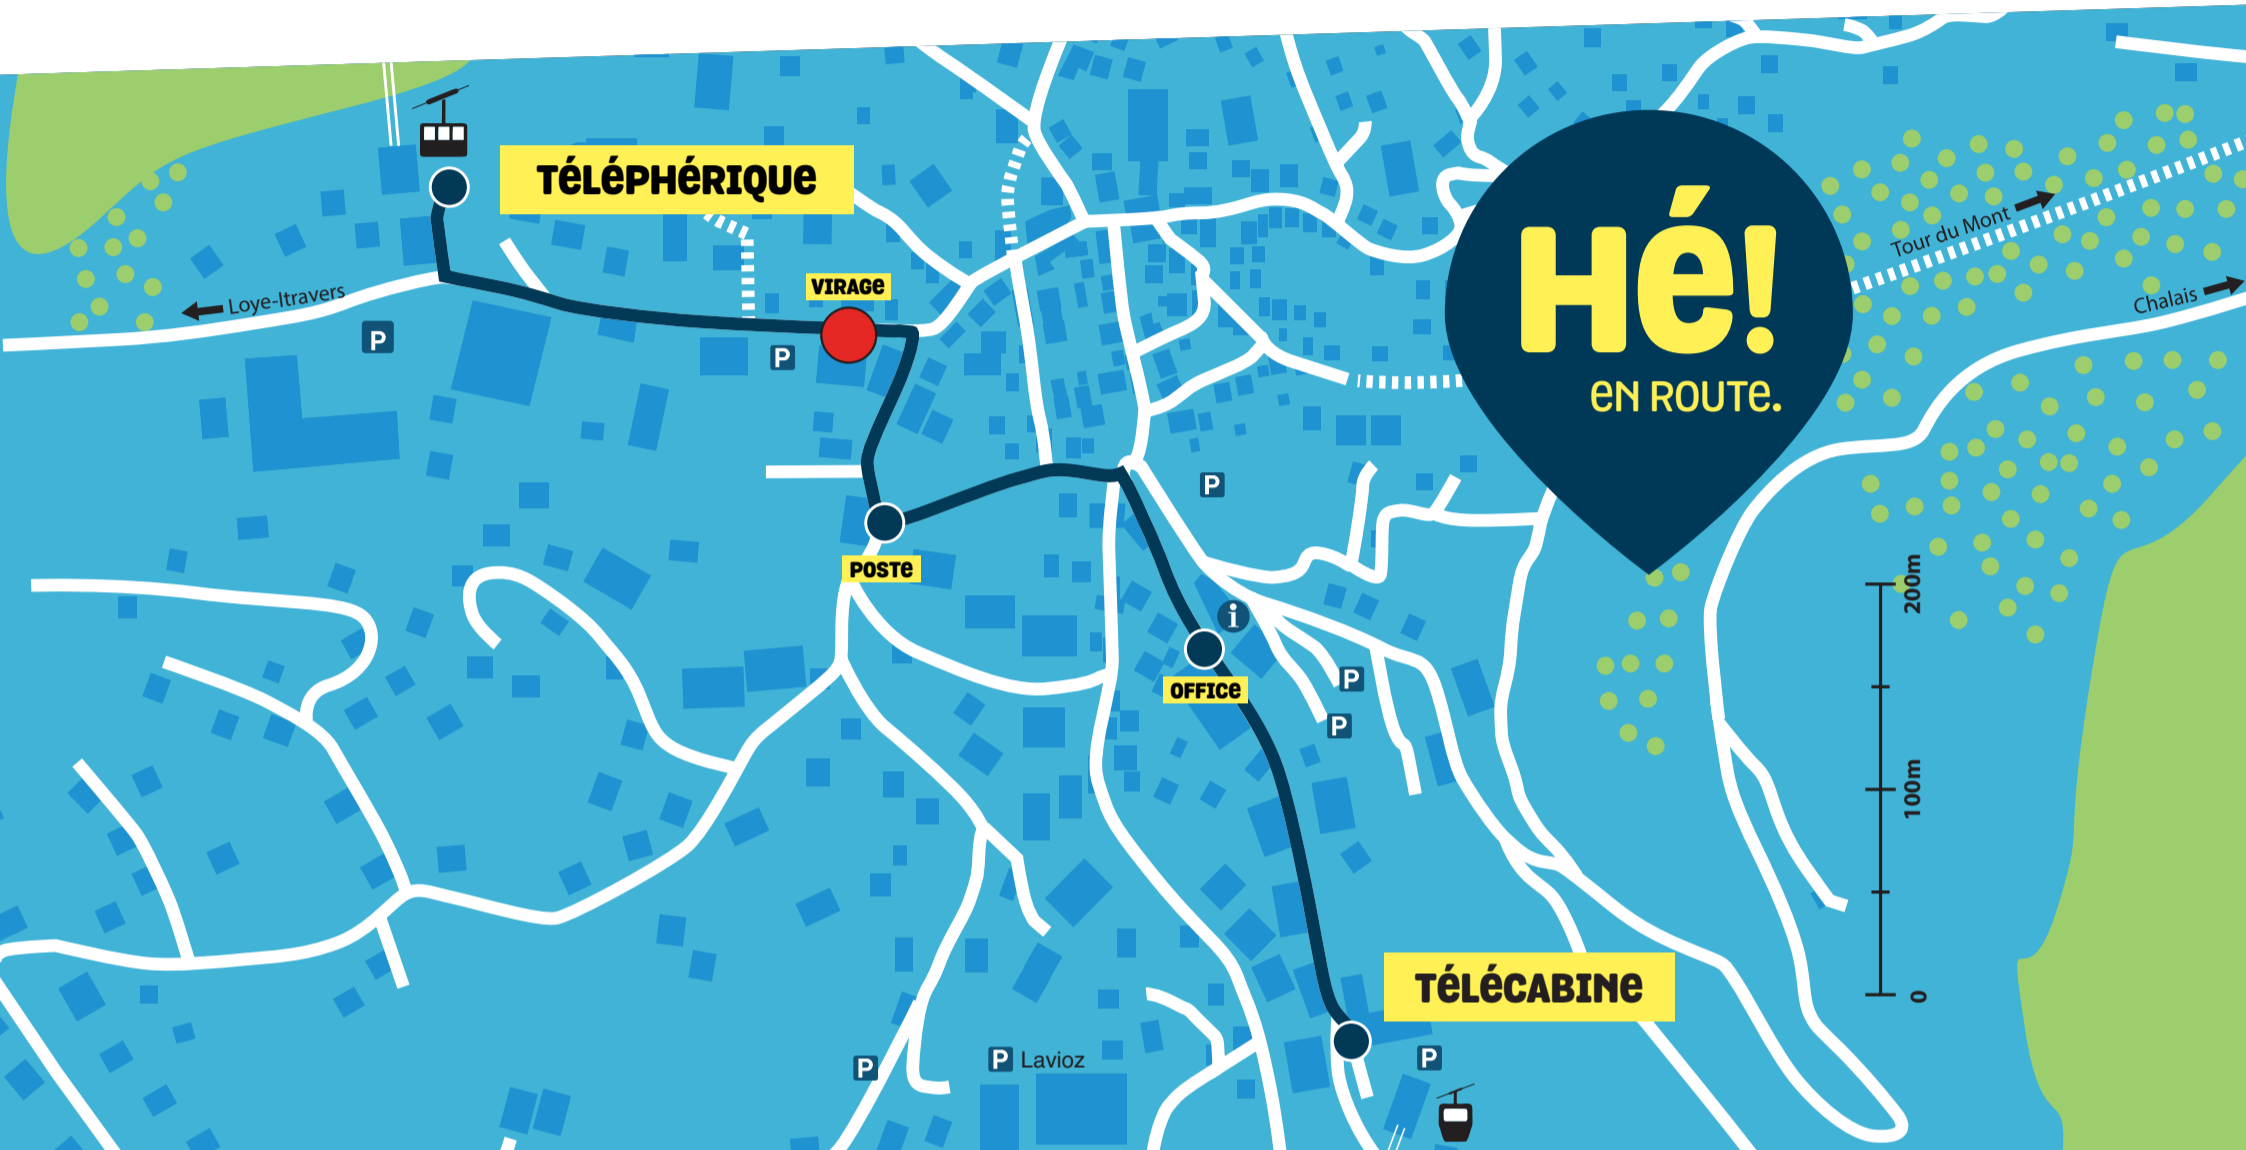 TÉLÉPHÉRIQUE
Hé!
EN ROUTE.
Tour du Mont
Chalais
Loye-Itravers
VIRAGE
P
P
P
POSTE
200m
i
P
OFFICE
P
100m
TÉLÉCABINE
0
P Lavioz
P
P